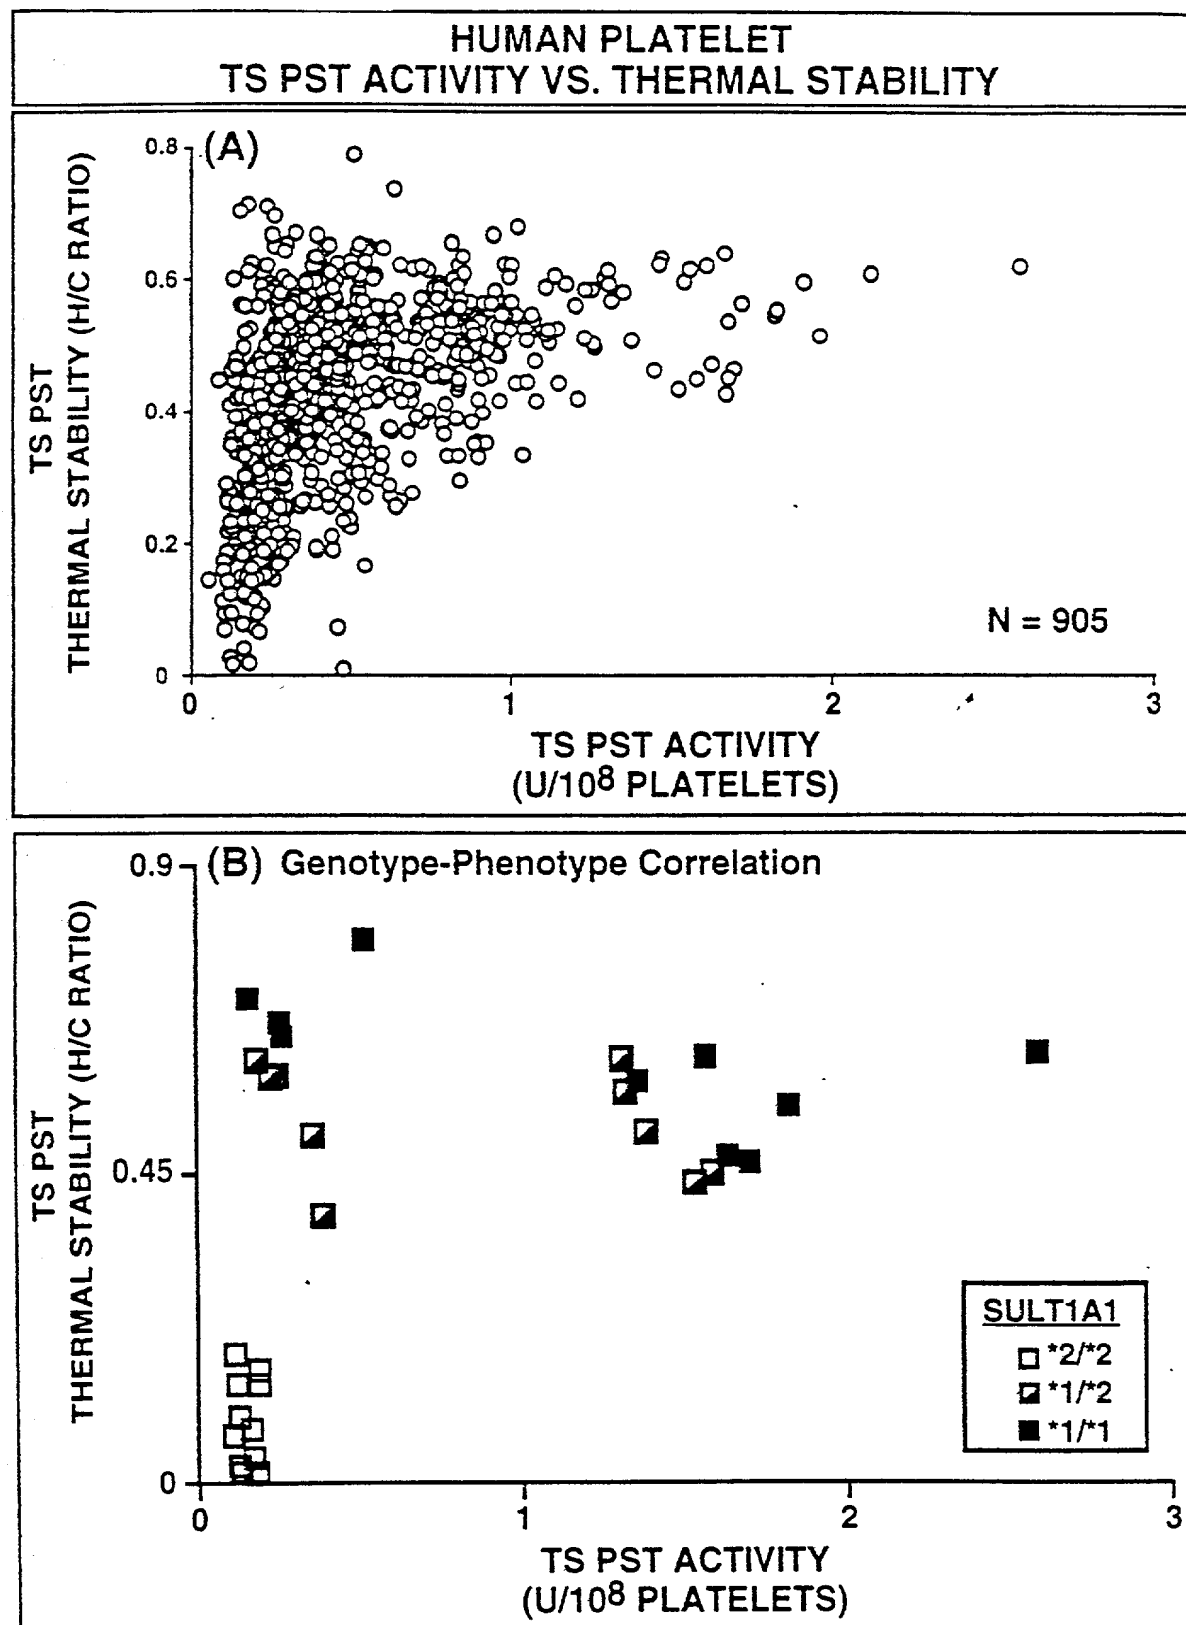 HUMAN PLATELET
TS PST ACTIVITY VS. THERMAL STABILITY
(A)
TS PST
THERMAL STABILITY (H/C RATIO)
0.8
0.6
0.4
0.2
0
N = 905
0 1 2 3
TS PST ACTIVITY
(U/10⁸ PLATELETS)
(B) Genotype-Phenotype Correlation
TS PST
THERMAL STABILITY (H/C RATIO)
0.9
0.45
0
SULT1A1
*2/*2
*1/*2
*1/*1
0 1 2 3
TS PST ACTIVITY
(U/10⁸ PLATELETS)